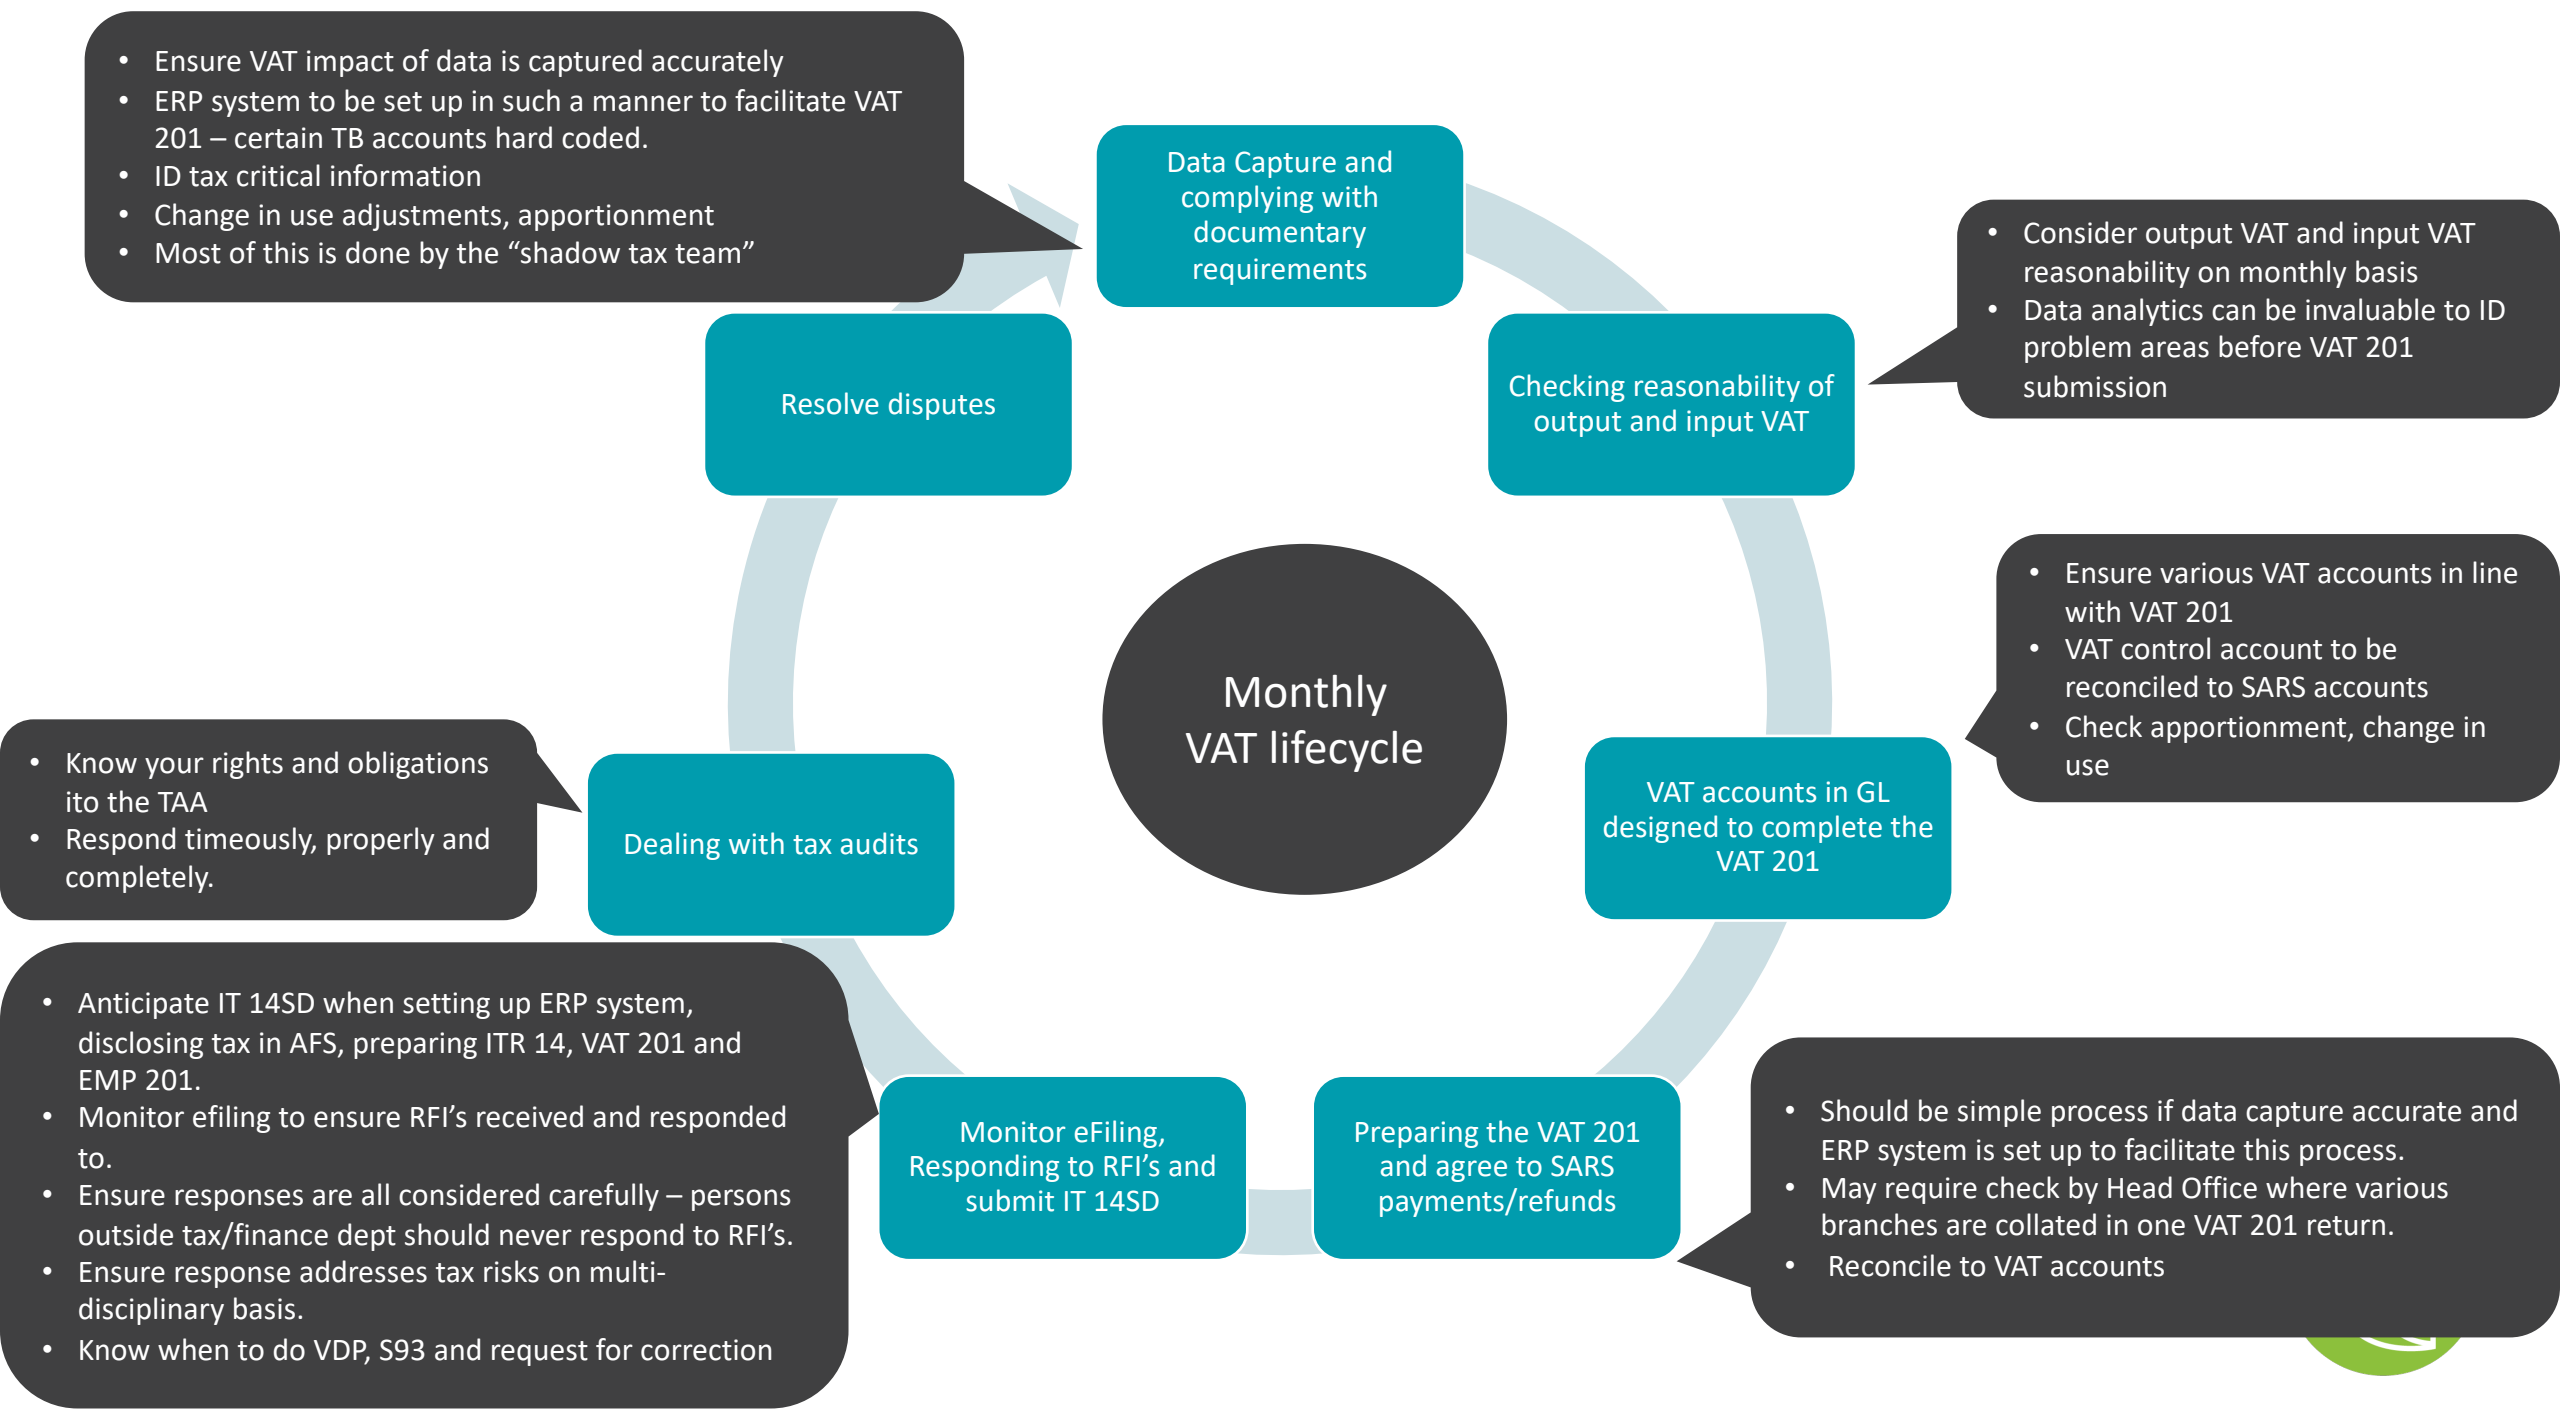 • Ensure VAT impact of data is captured accurately
• ERP system to be set up in such a manner to facilitate VAT
201 – certain TB accounts hard coded.
• ID tax critical information
• Change in use adjustments, apportionment
• Most of this is done by the “shadow tax team”
Data Capture and
complying with
documentary
requirements
• Consider output VAT and input VAT
reasonability on monthly basis
• Data analytics can be invaluable to ID
problem areas before VAT 201
submission
Checking reasonability of
output and input VAT
Resolve disputes
• Ensure various VAT accounts in line
with VAT 201
• VAT control account to be
reconciled to SARS accounts
• Check apportionment, change in
use
Monthly
VAT lifecycle
VAT accounts in GL
designed to complete the
VAT 201
• Know your rights and obligations
ito the TAA
• Respond timeously, properly and
completely.
Dealing with tax audits
• Anticipate IT 14SD when setting up ERP system,
disclosing tax in AFS, preparing ITR 14, VAT 201 and
EMP 201.
• Monitor efiling to ensure RFI’s received and responded
to.
• Ensure responses are all considered carefully – persons
outside tax/finance dept should never respond to RFI’s.
• Ensure response addresses tax risks on multi-
disciplinary basis.
• Know when to do VDP, S93 and request for correction
Monitor eFiling,
Responding to RFI’s and
submit IT 14SD
Preparing the VAT 201
and agree to SARS
payments/refunds
• Should be simple process if data capture accurate and
ERP system is set up to facilitate this process.
• May require check by Head Office where various
branches are collated in one VAT 201 return.
• Reconcile to VAT accounts